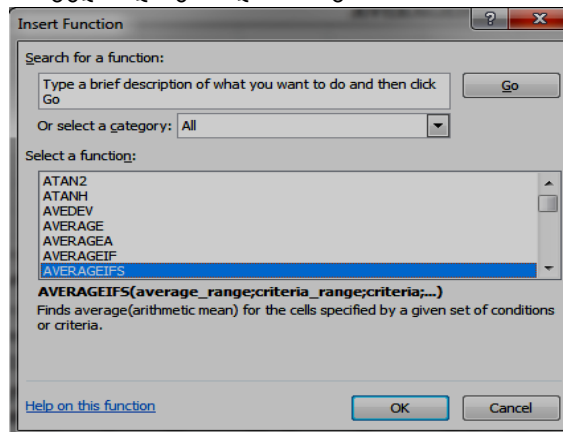 Insert Function
?
X
Search for a function:
Type a brief description of what you want to do and then click
Go
Go
Or select a category: All
Select a function:
ATAN2
ATANH
AVEDEV
AVERAGE
AVERAGEA
AVERAGEIF
AVERAGEIFS
AVERAGEIFS(average_range;criteria_range;criteria;...)
Finds average(arithmetic mean) for the cells specified by a given set of conditions
or criteria.
Help on this function
OK
Cancel